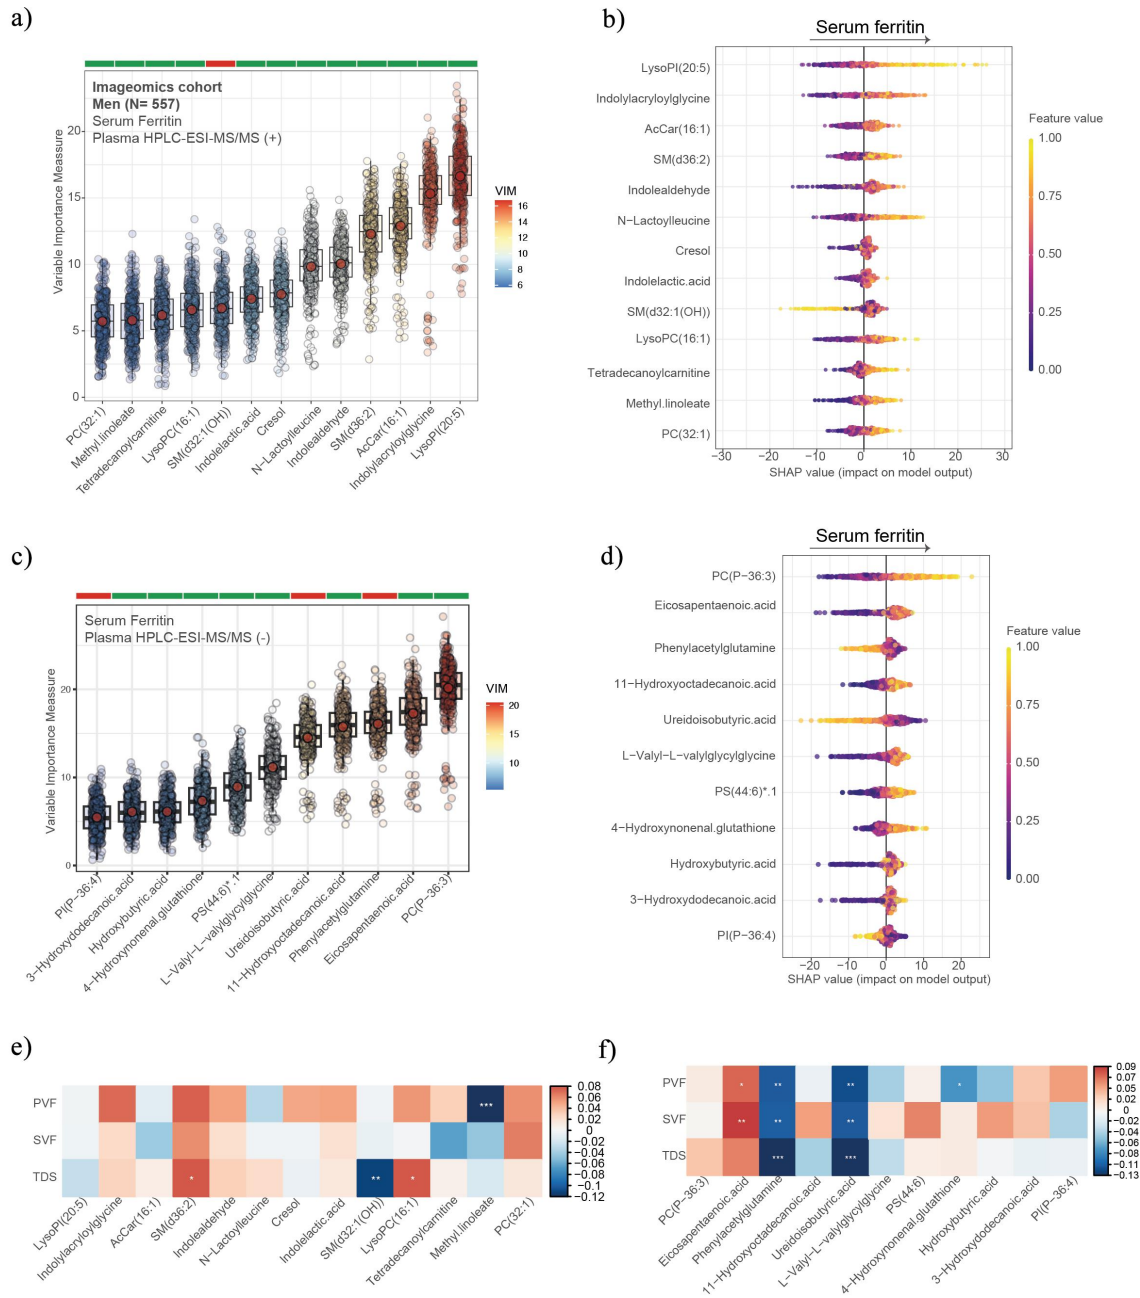 a)
Imageomics cohort
Men (N= 557)
Serum Ferritin
Plasma HPLC-ESI-MS/MS (+)
Variable Importance Meassure
20
15
10
5
0
VIM
16
14
12
10
8
6
PC(32:1)
Methyl.linoleate
Tetradecanoylcarnitine
LysoPC(16:1)
SM(d32:1(OH))
Indolelactic.acid
Cresol
N−Lactoylleucine
Indolealdehyde
SM(d36:2)
AcCar(16:1)
Indolylacryloylglycine
LysoPI(20:5)
b)
Serum ferritin
LysoPI(20:5)
Indolylacryloylglycine
AcCar(16:1)
SM(d36:2)
Indolealdehyde
N−Lactoylleucine
Cresol
Indolelactic.acid
SM(d32:1(OH))
LysoPC(16:1)
Tetradecanoylcarnitine
Methyl.linoleate
PC(32:1)
−30 −20 −10 0 10 20 30
SHAP value (impact on model output)
Feature value
1.00
0.75
0.50
0.25
0.00
c)
Serum Ferritin
Plasma HPLC-ESI-MS/MS (-)
Variable Importance Meassure
20
10
0
VIM
20
15
10
PI(P−36:4)
3−Hydroxydodecanoic.acid
Hydroxybutyric.acid
4−Hydroxynonenal.glutathione
PS(44:6)*.1
L−Valyl−L−valylglycylglycine
Ureidoisobutyric.acid
11−Hydroxyoctadecanoic.acid
Phenylacetylglutamine
Eicosapentaenoic.acid
PC(P−36:3)
d)
Serum ferritin
PC(P−36:3)
Eicosapentaenoic.acid
Phenylacetylglutamine
11−Hydroxyoctadecanoic.acid
Ureidoisobutyric.acid
L−Valyl−L−valylglycylglycine
PS(44:6)*.1
4−Hydroxynonenal.glutathione
Hydroxybutyric.acid
3−Hydroxydodecanoic.acid
PI(P−36:4)
−20 −10 0 10 20
SHAP value (impact on model output)
Feature value
1.00
0.75
0.50
0.25
0.00
e)
PVF
***
SVF
TDS
*
**
*
0.08
0.06
0.04
0.02
0
−0.02
−0.04
−0.06
−0.08
−0.10
−0.12
LysoPI(20:5)
Indolylacryloylglycine
AcCar(16:1)
SM(d36:2)
Indolealdehyde
N−Lactoylleucine
Cresol
Indolelactic.acid
SM(d32:1(OH))
LysoPC(16:1)
Tetradecanoylcarnitine
Methyl.linoleate
PC(32:1)
f)
PVF
*
**
**
*
SVF
**
**
**
TDS
***
***
0.09
0.07
0.05
0.02
0
−0.02
−0.04
−0.06
−0.08
−0.11
−0.13
PC(P−36:3)
Eicosapentaenoic.acid
Phenylacetylglutamine
11−Hydroxyoctadecanoic.acid
Ureidoisobutyric.acid
L−Valyl−L−valylglycylglycine
PS(44:6)
4−Hydroxynonenal.glutathione
Hydroxybutyric.acid
3−Hydroxydodecanoic.acid
PI(P−36:4)